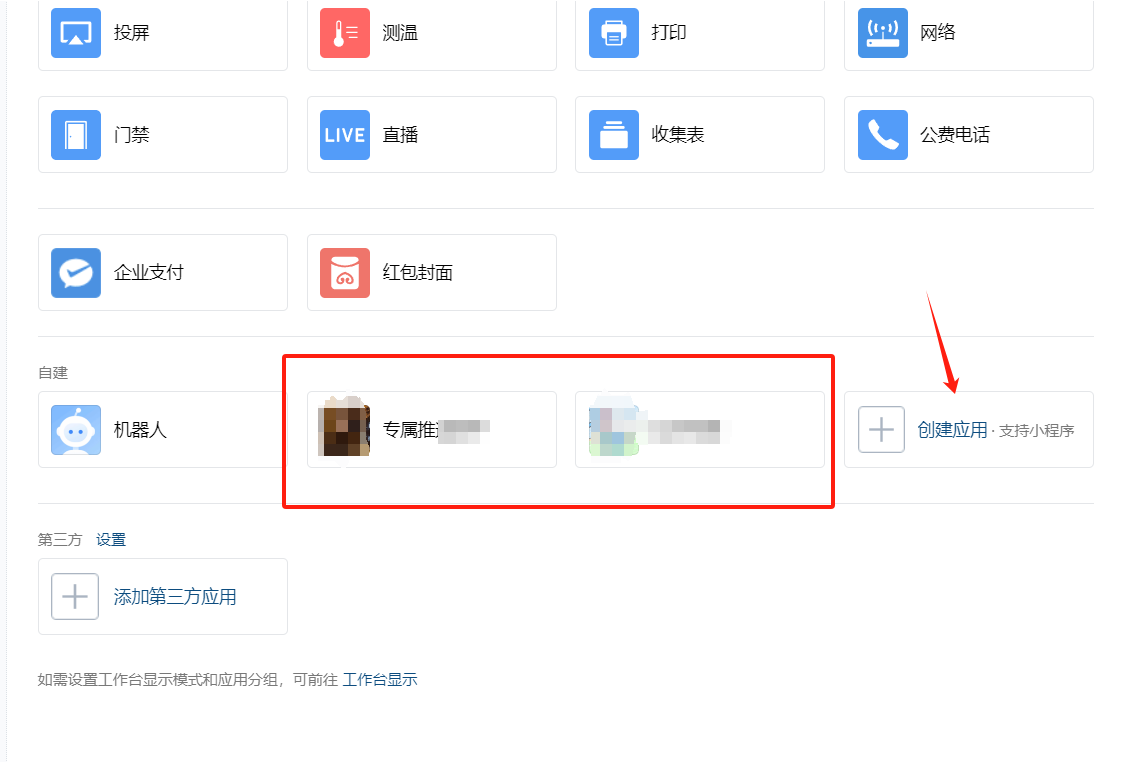 投屏
测温
打印
网络
门禁
LIVE
直播
收集表
公费电话
企业支付
红包封面
自建
机器人
专属推
创建应用 · 支持小程序
第三方 设置
添加第三方应用
如需设置工作台显示模式和应用分组，可前往 工作台显示